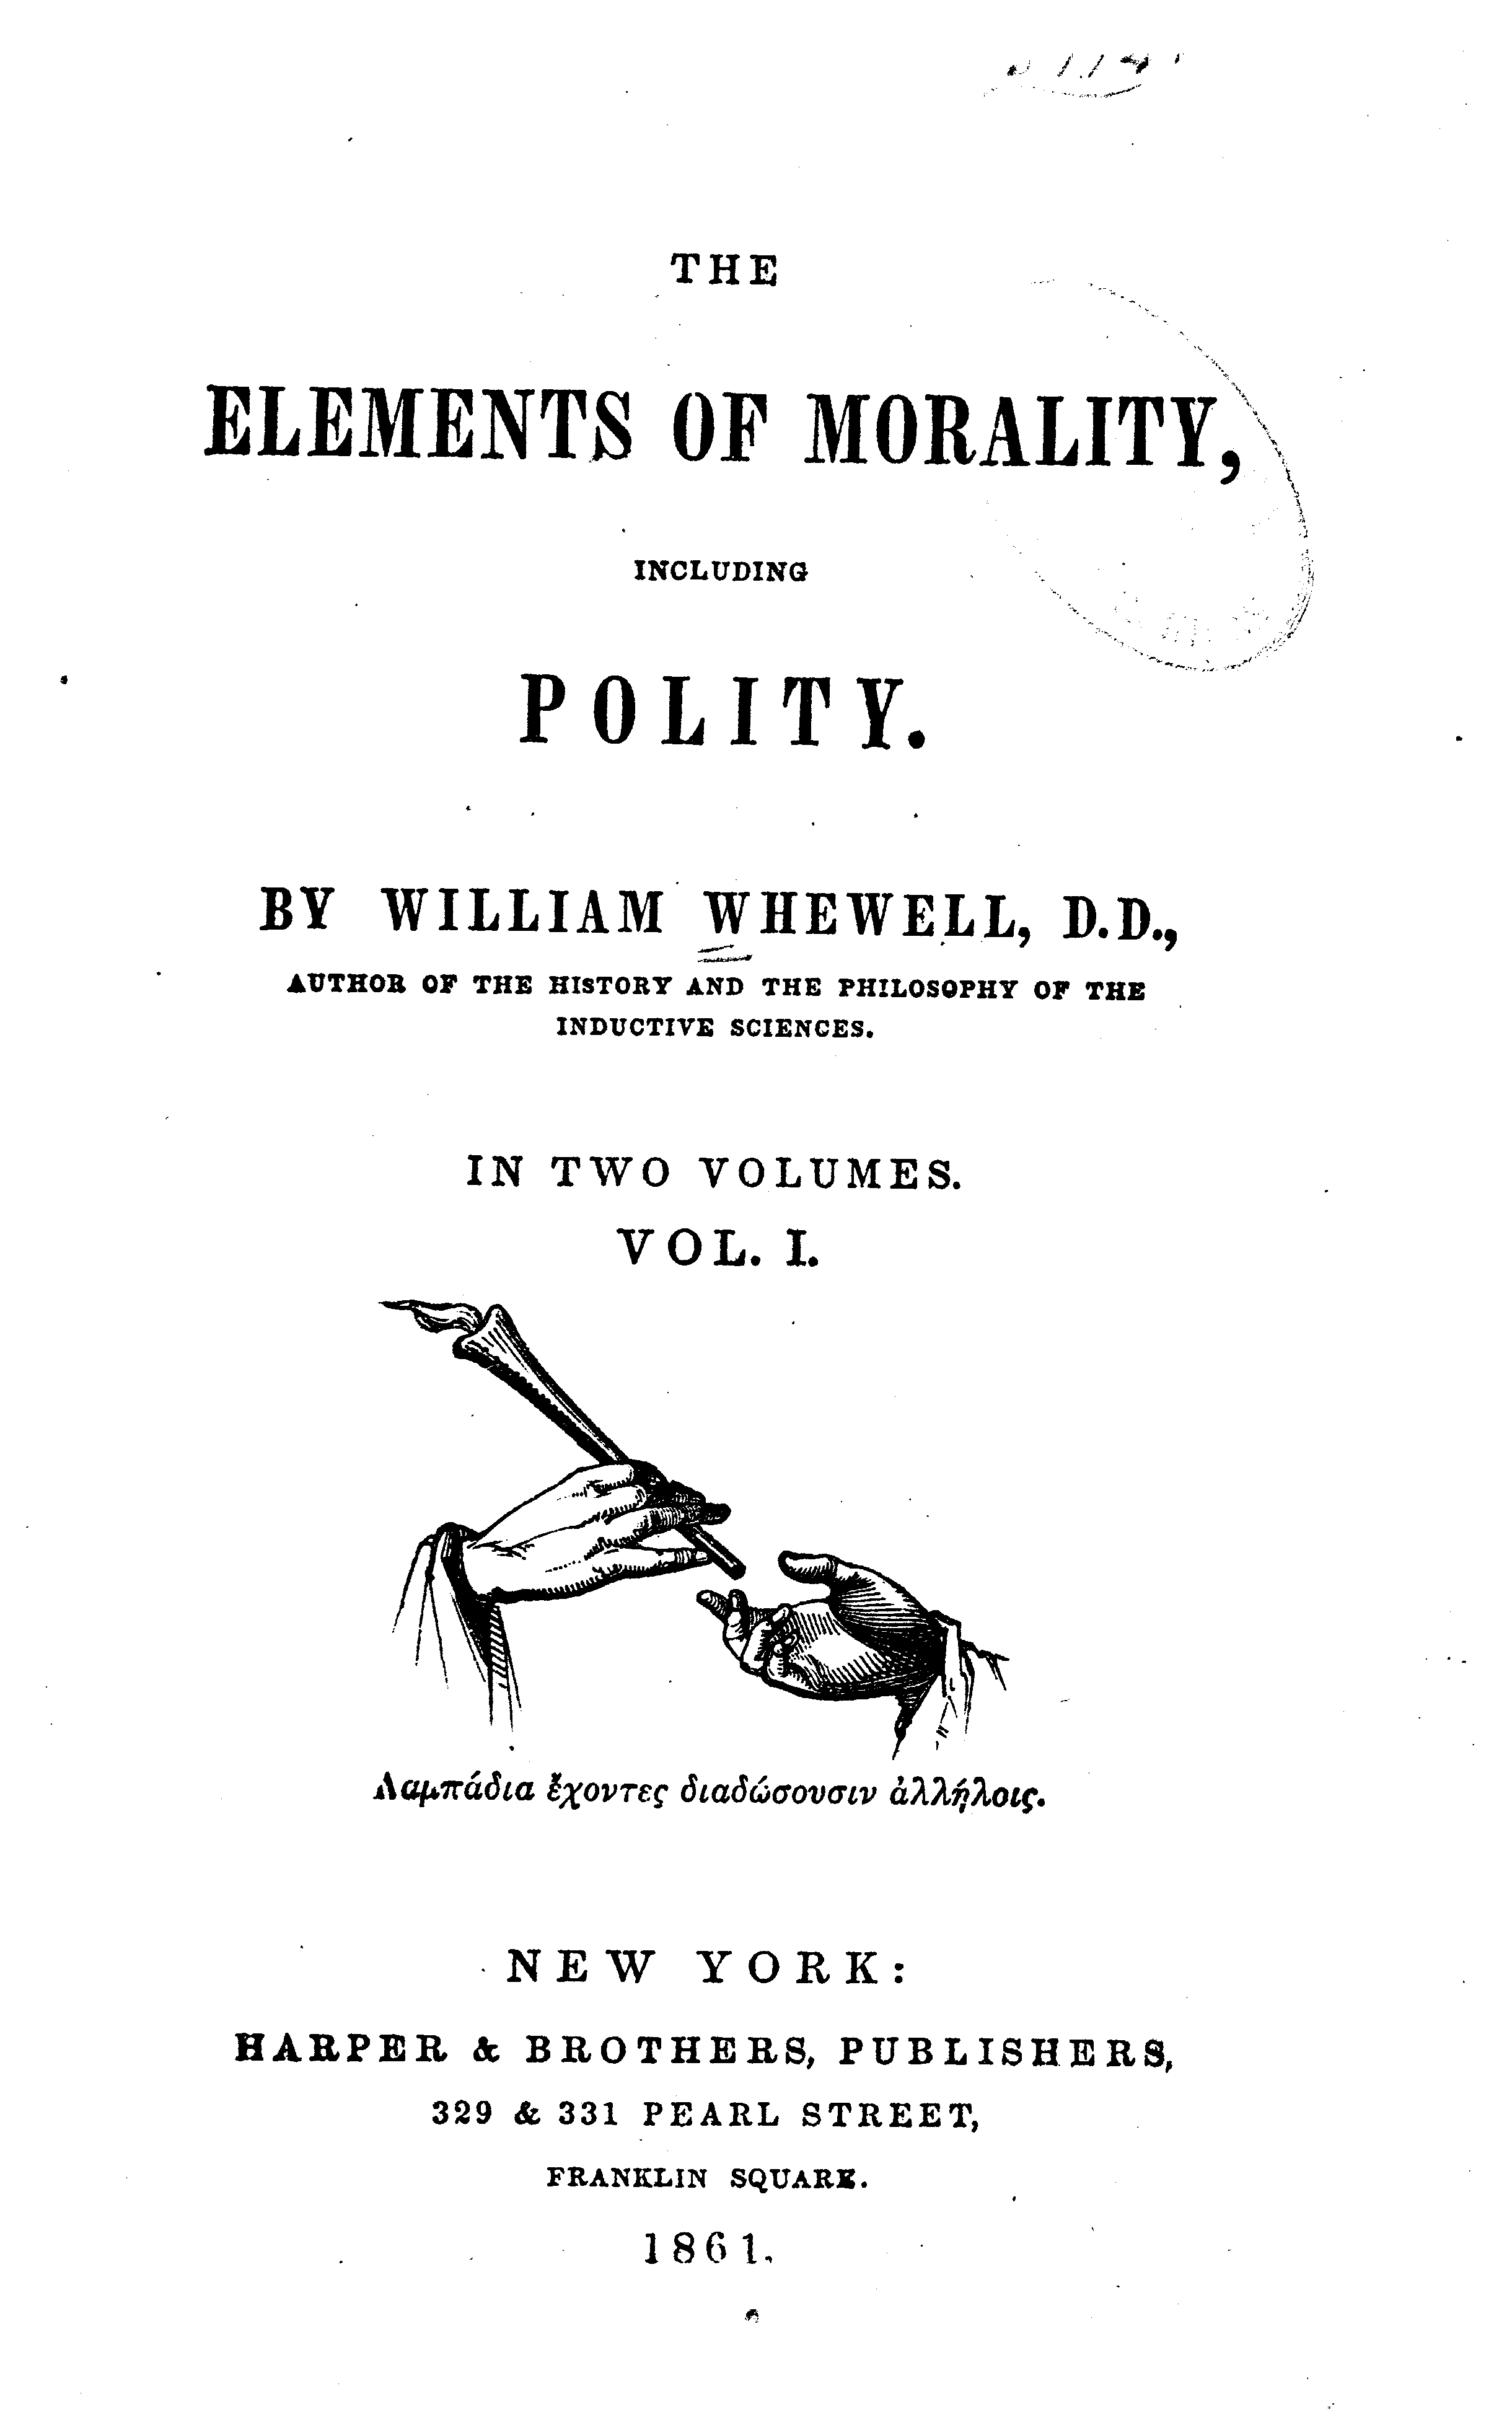 THE
ELEMENTS OF MORALITY,
INCLUDING
POLITY.
BY WILLIAM WHEWELL, D.D.,
AUTHOR OF THE HISTORY AND THE PHILOSOPHY OF THE
INDUCTIVE SCIENCES.
IN TWO VOLUMES.
VOL. I.
Λαμπάδια ἔχοντες διαδώσουσιν ἀλλήλοις.
NEW YORK:
HARPER & BROTHERS, PUBLISHERS,
329 & 331 PEARL STREET,
FRANKLIN SQUARE.
1861.